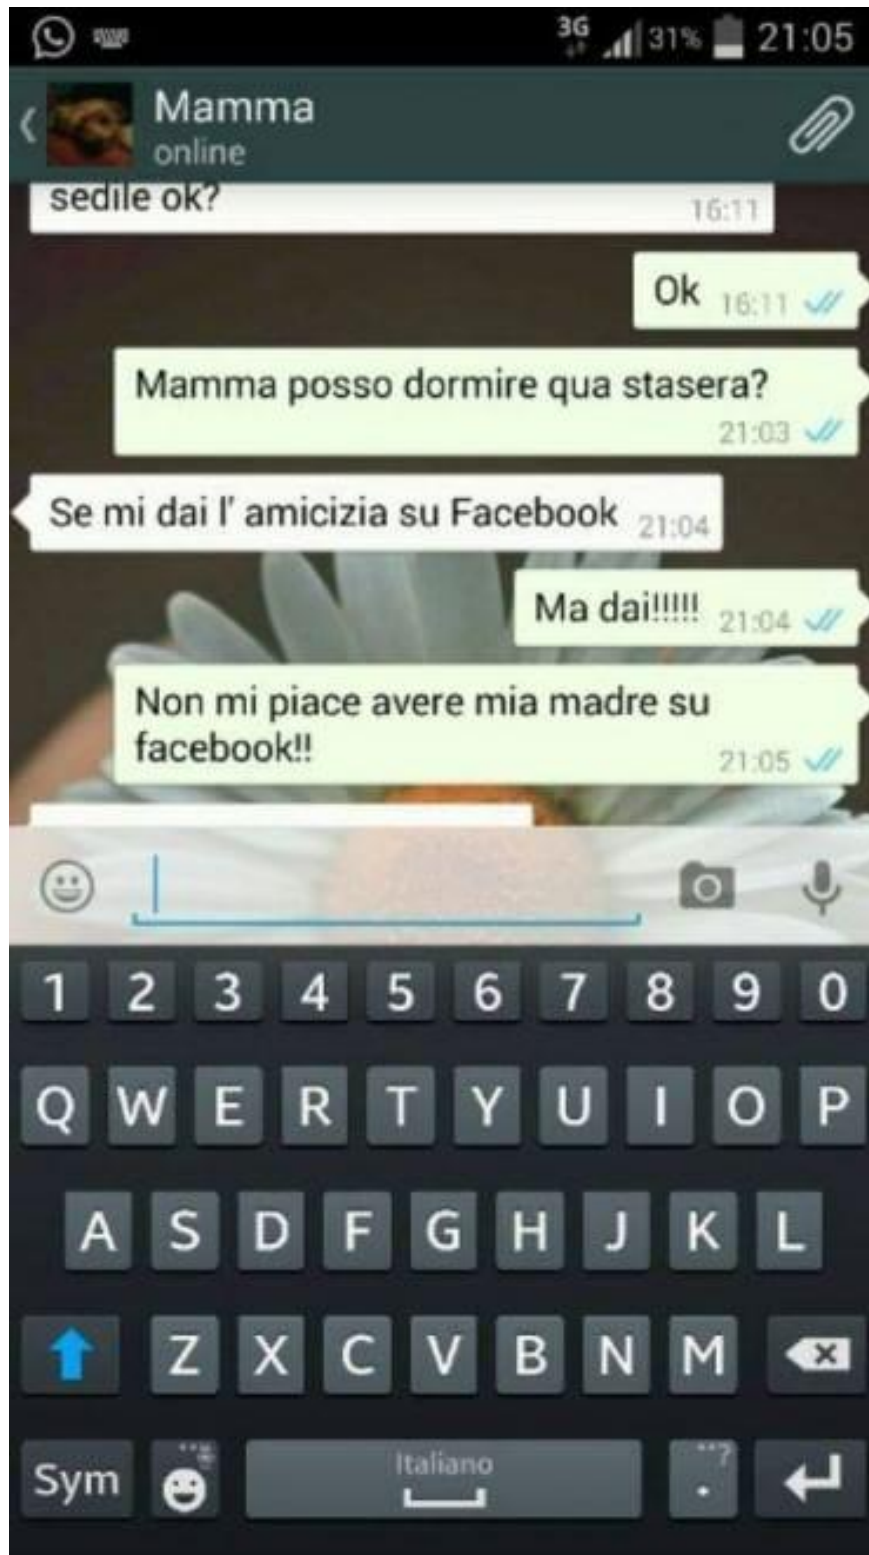 3G 31% 21:05
Mamma
online
sedile ok?
16:11
Ok 16:11
Mamma posso dormire qua stasera?
21:03
Se mi dai l' amicizia su Facebook 21:04
Ma dai!!!!! 21:04
Non mi piace avere mia madre su
facebook!!
21:05
1 2 3 4 5 6 7 8 9 0
Q W E R T Y U I O P
A S D F G H J K L
Z X C V B N M
Sym Italiano . ?